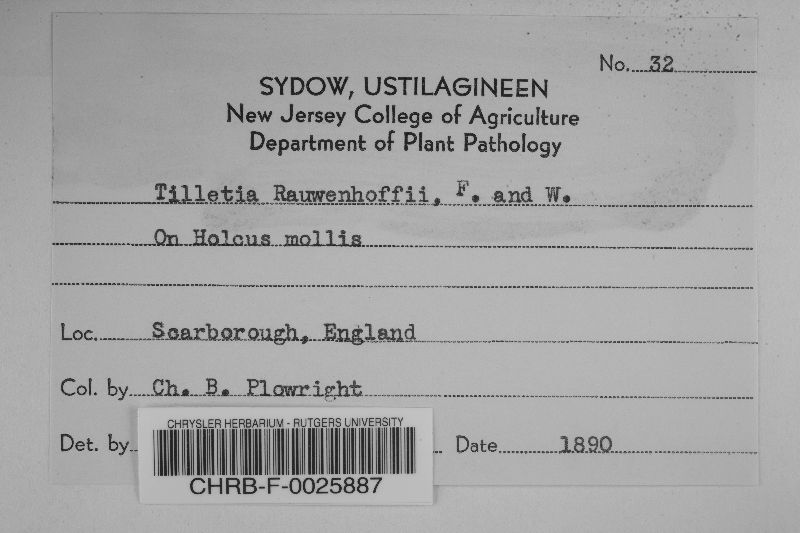 No. 32
SYDOW, USTILAGINEEN
New Jersey College of Agriculture
Department of Plant Pathology
Tilletia Rauwenhoffii, F. and W.
On Holcus mollis
Loc. Scarborough, England
Col. by Ch. B. Plowright
Det. by Date 1890
CHRYSLER HERBARIUM - RUTGERS UNIVERSITY
CHRB-F-0025887